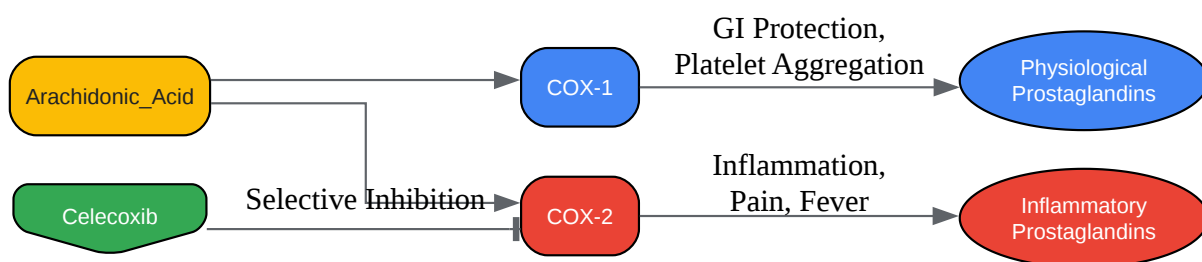 GI Protection,
Platelet Aggregation
Arachidonic_Acid
COX-1
Physiological
Prostaglandins
Celecoxib
Selective Inhibition
COX-2
Inflammation,
Pain, Fever
Inflammatory
Prostaglandins